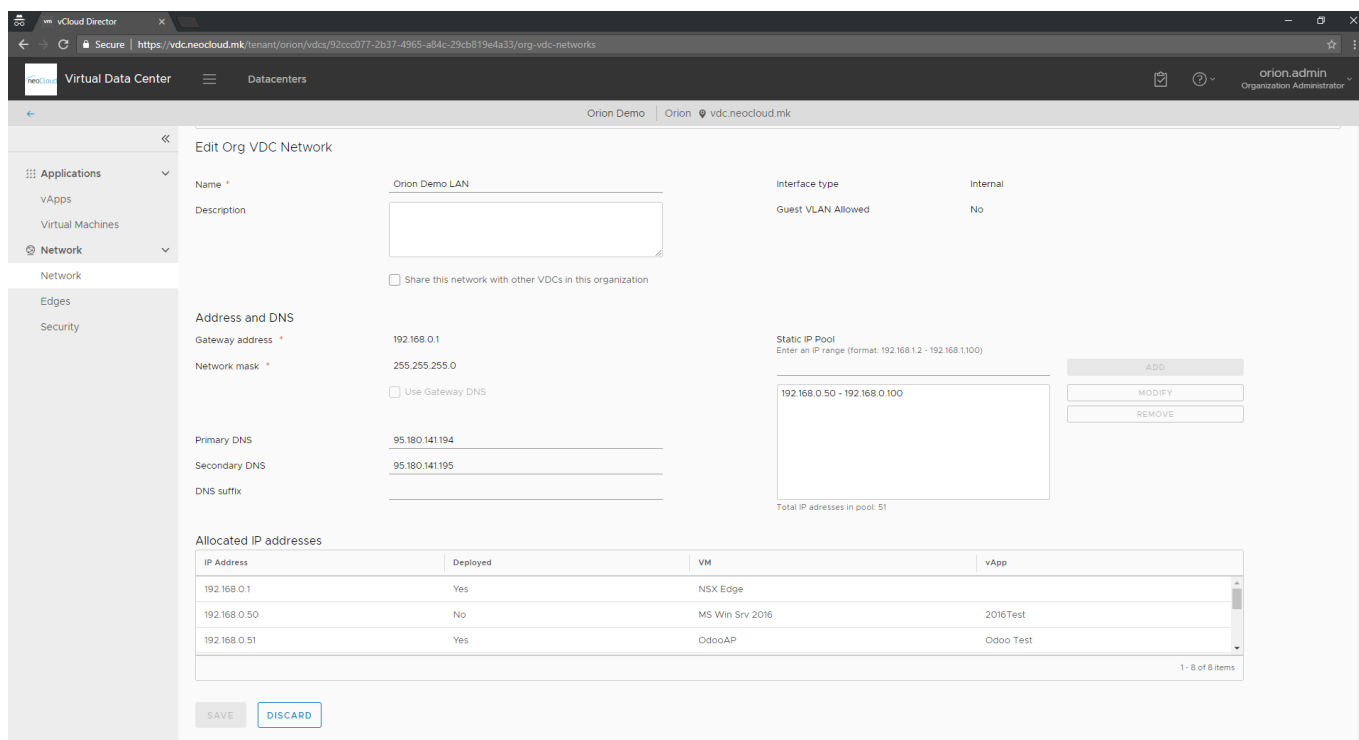 vm vCloud Director
Secure | https://vdc.neocloud.mk/tenant/orion/vdcs/92ccc077-2b37-4965-a84c-29cb819e4a33/org-vdc-networks
neoCloud Virtual Data Center Datacenters orion.admin
Organization Administrator
Orion Demo Orion vdc.neocloud.mk
Edit Org VDC Network
Applications
vApps
Virtual Machines
Network
Network
Edges
Security
Name * Orion Demo LAN Interface type Internal
Description Guest VLAN Allowed No
Share this network with other VDCs in this organization
Address and DNS
Gateway address * 192.168.0.1
Network mask * 255.255.255.0
Use Gateway DNS
Primary DNS 95.180.141.194
Secondary DNS 95.180.141.195
DNS suffix
Static IP Pool
Enter an IP range (format: 192.168.1.2 - 192.168.1.100)
ADD
192.168.0.50 - 192.168.0.100
MODIFY
REMOVE
Total IP adresses in pool: 51
Allocated IP addresses
IP Address Deployed VM vApp
192.168.0.1 Yes NSX Edge
192.168.0.50 No MS Win Srv 2016 2016Test
192.168.0.51 Yes OdooAP Odoo Test
1 - 8 of 8 items
SAVE DISCARD